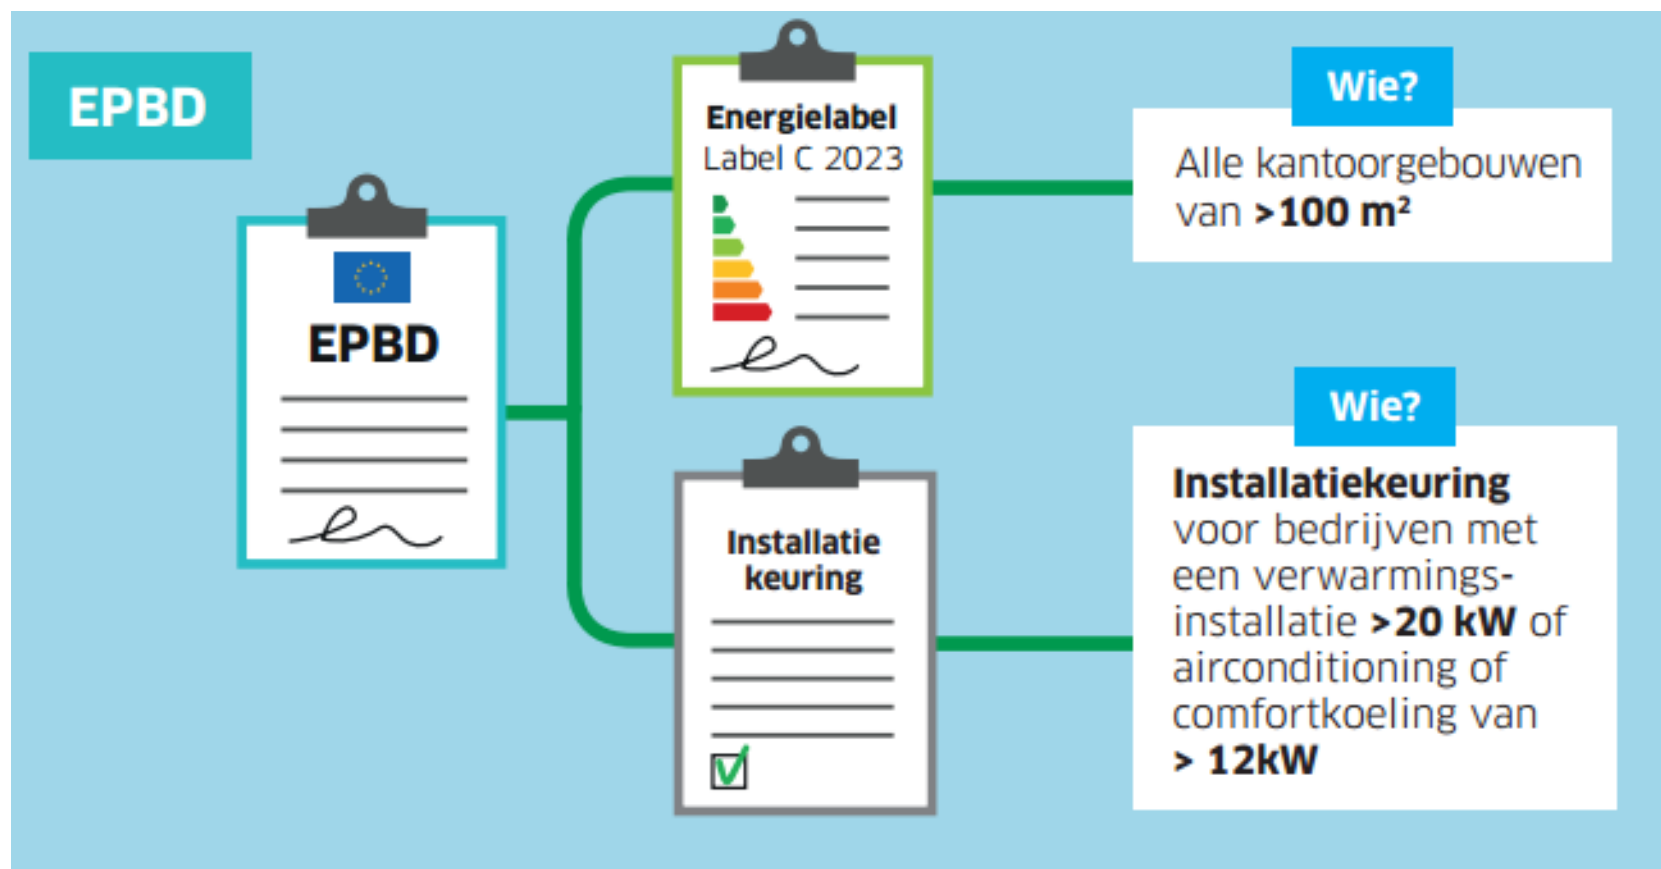 EPBD
EPBD
Energielabel
Label C 2023
Wie?
Alle kantoorgebouwen
van >100 m²
Installatie
keuring
Wie?
Installatiekeuring
voor bedrijven met
een verwarmings-
installatie >20 kW of
airconditioning of
comfortkoeling van
> 12kW